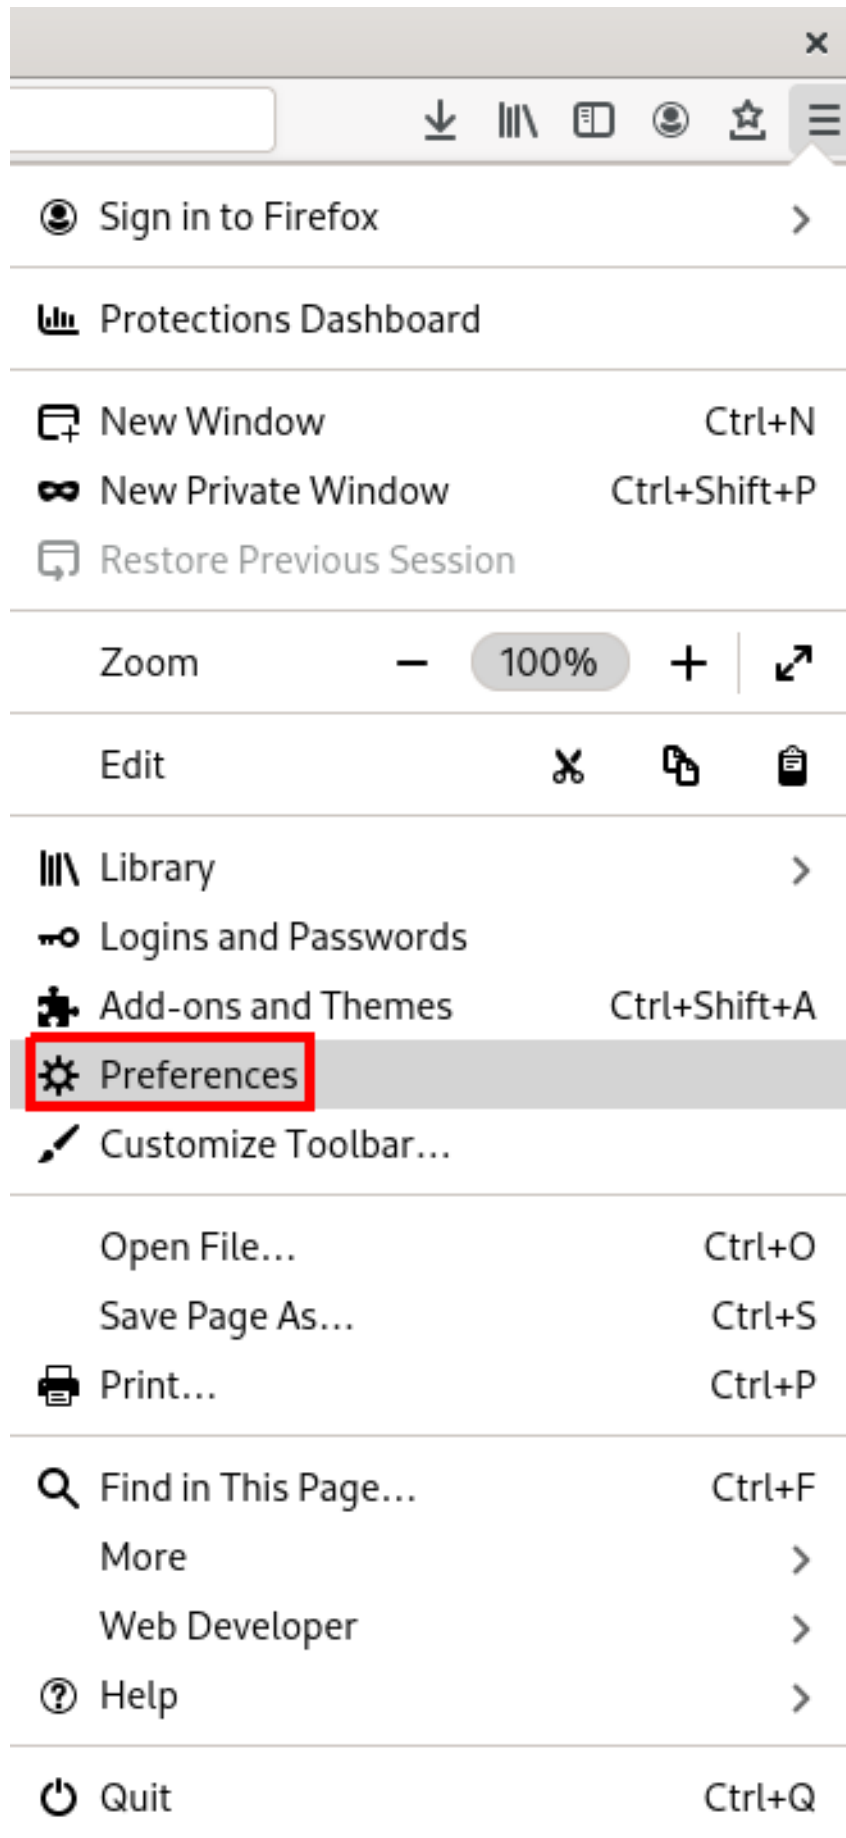 Sign in to Firefox
Protections Dashboard
New Window Ctrl+N
New Private Window Ctrl+Shift+P
Restore Previous Session
Zoom 100%
Edit
Library
Logins and Passwords
Add-ons and Themes Ctrl+Shift+A
Preferences
Customize Toolbar...
Open File... Ctrl+O
Save Page As... Ctrl+S
Print... Ctrl+P
Find in This Page... Ctrl+F
More
Web Developer
Help
Quit Ctrl+Q